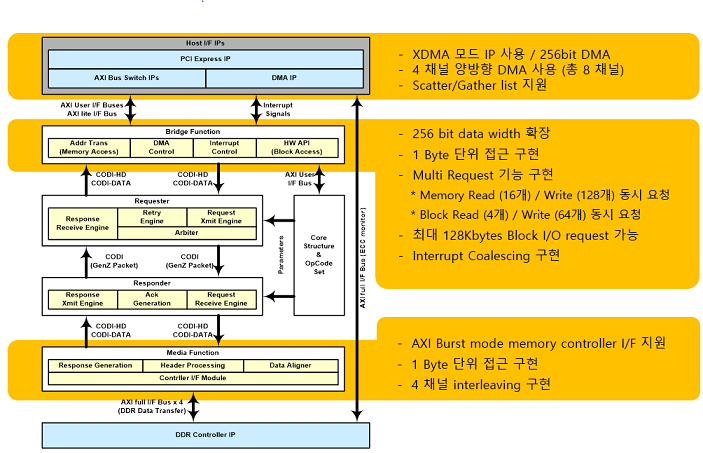 Host I/F IPs
PCI Express IP
AXI Bus Switch IPs
DMA IP
- XDMA 모드 IP 사용 / 256bit DMA
- 4 채널 양방향 DMA 사용 (총 8 채널)
- Scatter/Gather list 지원
AXI User I/F Buses
AXI lite I/F Bus
Interrupt
Signals
Bridge Function
Addr Trans
(Memory Access)
DMA
Control
Interrupt
Control
HW API
(Block Access)
- 256 bit data width 확장
- 1 Byte 단위 접근 구현
- Multi Request 기능 구현
* Memory Read (16개) / Write (128개) 동시 요청
* Block Read (4개) / Write (64개) 동시 요청
- 최대 128Kbytes Block I/O request 가능
- Interrupt Coalescing 구현
CODI-HD
CODI-DATA
CODI-HD
CODI-DATA
AXI User
I/F Bus
Requester
Response
Receive Engine
Retry
Engine
Request
Xmit Engine
Arbiter
CODI
(GenZ Packet)
CODI
(GenZ Packet)
Parameters
Core
Structure
&
OpCode
Set
AXI full I/F Bus (ECC monitor)
Responder
Response
Xmit Engine
Ack
Generation
Request
Receive Engine
CODI-HD
CODI-DATA
CODI-HD
CODI-DATA
Media Function
Response Generation
Header Processing
Data Aligner
Contrller I/F Module
- AXI Burst mode memory controller I/F 지원
- 1 Byte 단위 접근 구현
- 4 채널 interleaving 구현
AXI full I/F Bus x 4
(DDR Data Transfer)
DDR Controller IP